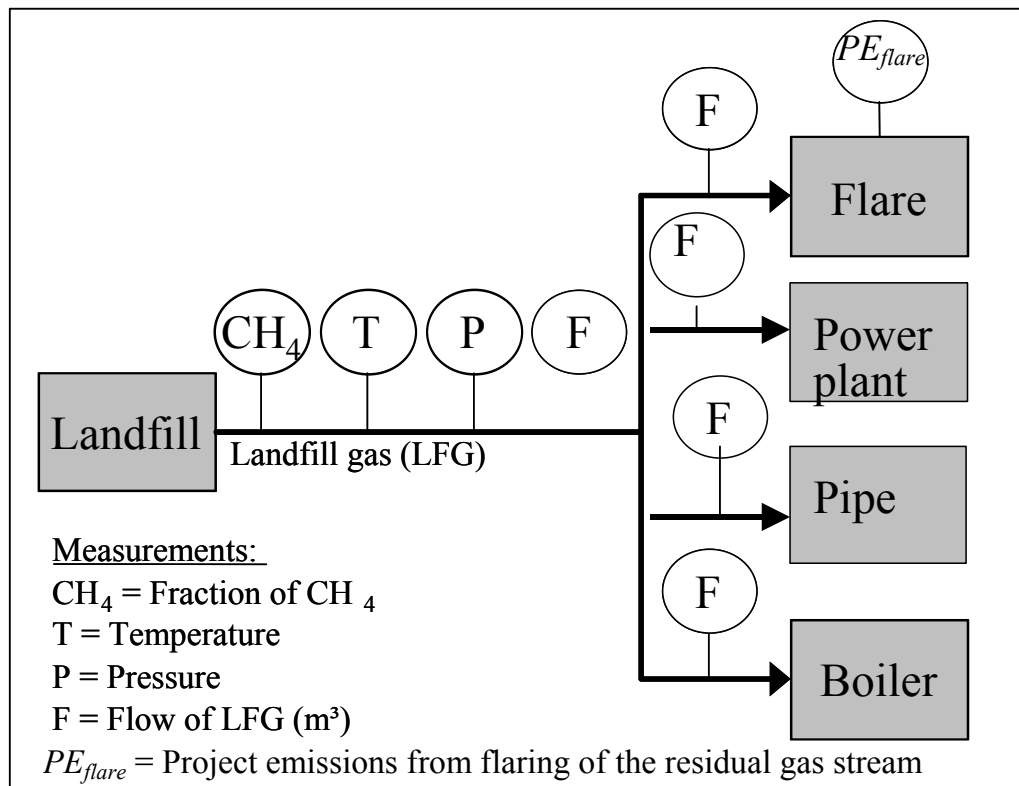 PE_flare
F
Flare
F
CH₄ T P F
Power
plant
Landfill
Landfill gas (LFG)
F
Pipe
Measurements:
CH₄ = Fraction of CH ₄
T = Temperature
P = Pressure
F = Flow of LFG (m³)
F
Boiler
PE_flare = Project emissions from flaring of the residual gas stream